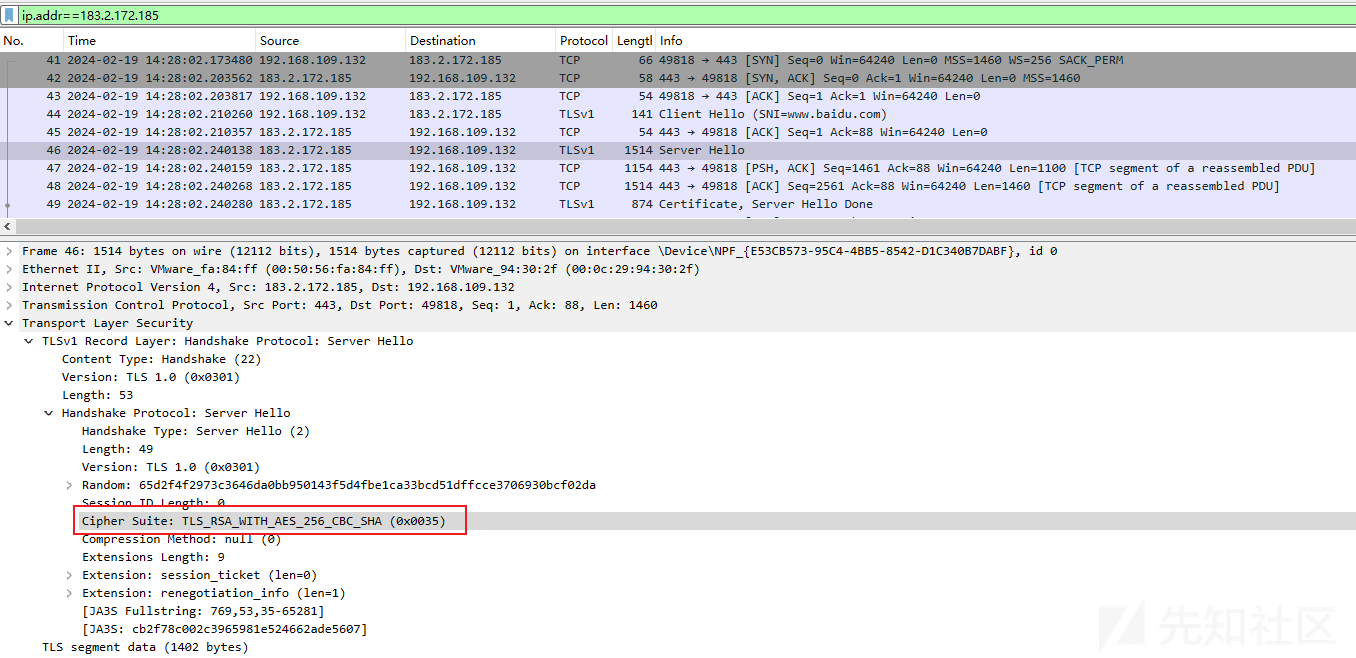 ip.addr==183.2.172.185
No. Time Source Destination Protocol Lengtl Info
41 2024-02-19 14:28:02.173480 192.168.109.132 183.2.172.185 TCP 66 49818 → 443 [SYN] Seq=0 Win=64240 Len=0 MSS=1460 WS=256 SACK_PERM
42 2024-02-19 14:28:02.203562 183.2.172.185 192.168.109.132 TCP 58 443 → 49818 [SYN, ACK] Seq=0 Ack=1 Win=64240 Len=0 MSS=1460
43 2024-02-19 14:28:02.203817 192.168.109.132 183.2.172.185 TCP 54 49818 → 443 [ACK] Seq=1 Ack=1 Win=64240 Len=0
44 2024-02-19 14:28:02.210260 192.168.109.132 183.2.172.185 TLSv1 141 Client Hello (SNI=www.baidu.com)
45 2024-02-19 14:28:02.210357 183.2.172.185 192.168.109.132 TCP 54 443 → 49818 [ACK] Seq=1 Ack=88 Win=64240 Len=0
46 2024-02-19 14:28:02.240138 183.2.172.185 192.168.109.132 TLSv1 1514 Server Hello
47 2024-02-19 14:28:02.240159 183.2.172.185 192.168.109.132 TCP 1154 443 → 49818 [PSH, ACK] Seq=1461 Ack=88 Win=64240 Len=1100 [TCP segment of a reassembled PDU]
48 2024-02-19 14:28:02.240268 183.2.172.185 192.168.109.132 TCP 1514 443 → 49818 [ACK] Seq=2561 Ack=88 Win=64240 Len=1460 [TCP segment of a reassembled PDU]
49 2024-02-19 14:28:02.240280 183.2.172.185 192.168.109.132 TLSv1 874 Certificate, Server Hello Done
Frame 46: 1514 bytes on wire (12112 bits), 1514 bytes captured (12112 bits) on interface \Device\NPF_{E53CB573-95C4-4BB5-8542-D1C340B7DABF}, id 0
Ethernet II, Src: VMware_fa:84:ff (00:50:56:fa:84:ff), Dst: VMware_94:30:2f (00:0c:29:94:30:2f)
Internet Protocol Version 4, Src: 183.2.172.185, Dst: 192.168.109.132
Transmission Control Protocol, Src Port: 443, Dst Port: 49818, Seq: 1, Ack: 88, Len: 1460
Transport Layer Security
TLSv1 Record Layer: Handshake Protocol: Server Hello
Content Type: Handshake (22)
Version: TLS 1.0 (0x0301)
Length: 53
Handshake Protocol: Server Hello
Handshake Type: Server Hello (2)
Length: 49
Version: TLS 1.0 (0x0301)
Random: 65d2f4f2973c3646da0bb950143f5d4fbe1ca33bcd51dffcce3706930bcf02da
Session ID Length: 0
Cipher Suite: TLS_RSA_WITH_AES_256_CBC_SHA (0x0035)
Compression Method: null (0)
Extensions Length: 9
Extension: session_ticket (len=0)
Extension: renegotiation_info (len=1)
[JA3S Fullstring: 769,53,35-65281]
[JA3S: cb2f78c002c3965981e524662ade5607]
TLS segment data (1402 bytes)
先知社区